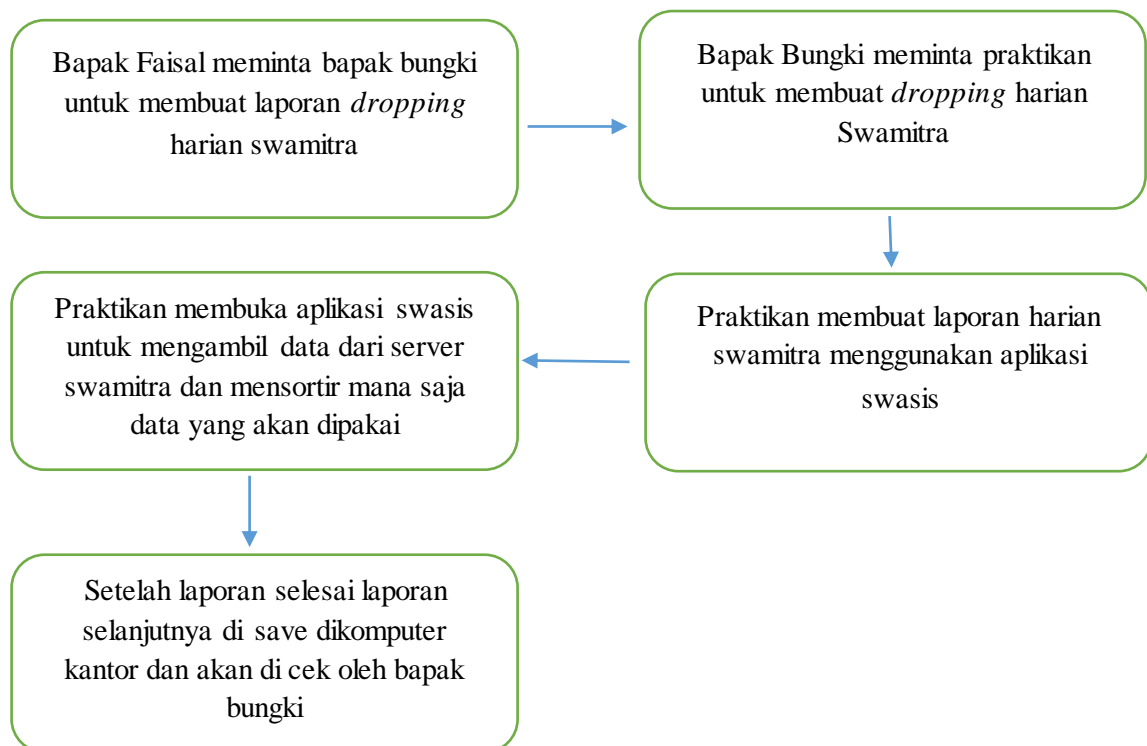 Bapak Faisal meminta bapak bungki
untuk membuat laporan dropping
harian swamitra
Bapak Bungki meminta praktikan
untuk membuat dropping harian
Swamitra
Praktikan membuat laporan harian
swamitra menggunakan aplikasi
swasis
Praktikan membuka aplikasi swasis
untuk mengambil data dari server
swamitra dan mensortir mana saja
data yang akan dipakai
Setelah laporan selesai laporan
selanjutnya di save dikomputer
kantor dan akan di cek oleh bapak
bungki